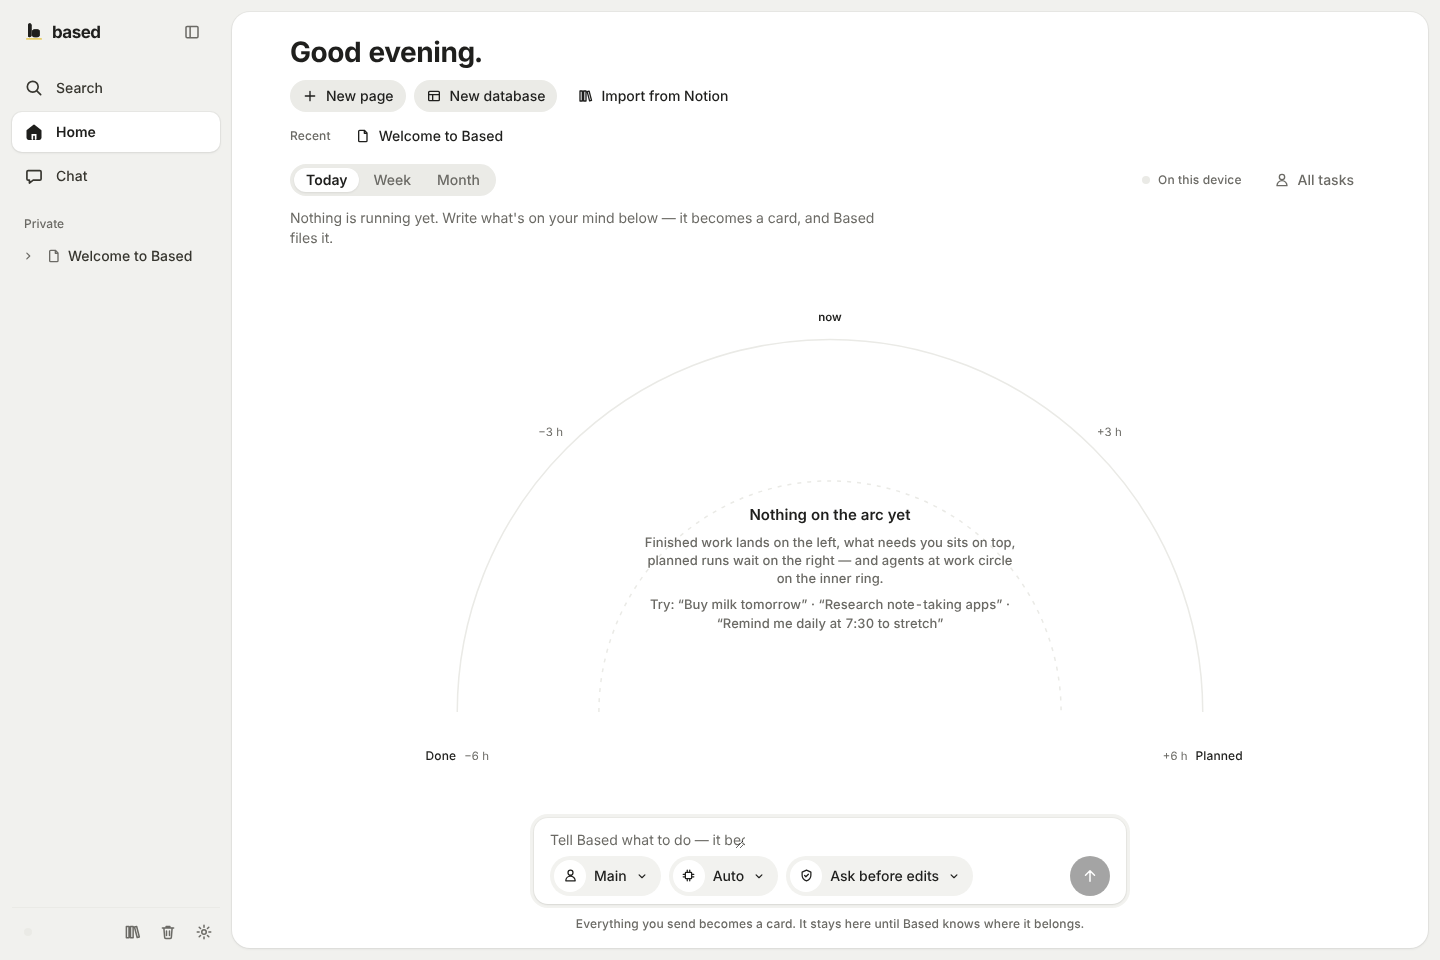 based
Search
Home
Chat
Private
Welcome to Based
Good evening.
New page
New database
Import from Notion
Recent
Welcome to Based
Today
Week
Month
On this device
All tasks
Nothing is running yet. Write what's on your mind below — it becomes a card, and Based
files it.
now
−3 h
+3 h
Nothing on the arc yet
Finished work lands on the left, what needs you sits on top,
planned runs wait on the right — and agents at work circle
on the inner ring.
Try: “Buy milk tomorrow” · “Research note-taking apps” ·
“Remind me daily at 7:30 to stretch”
Done −6 h
+6 h Planned
Tell Based what to do — it
Main
Auto
Ask before edits
Everything you send becomes a card. It stays here until Based knows where it belongs.